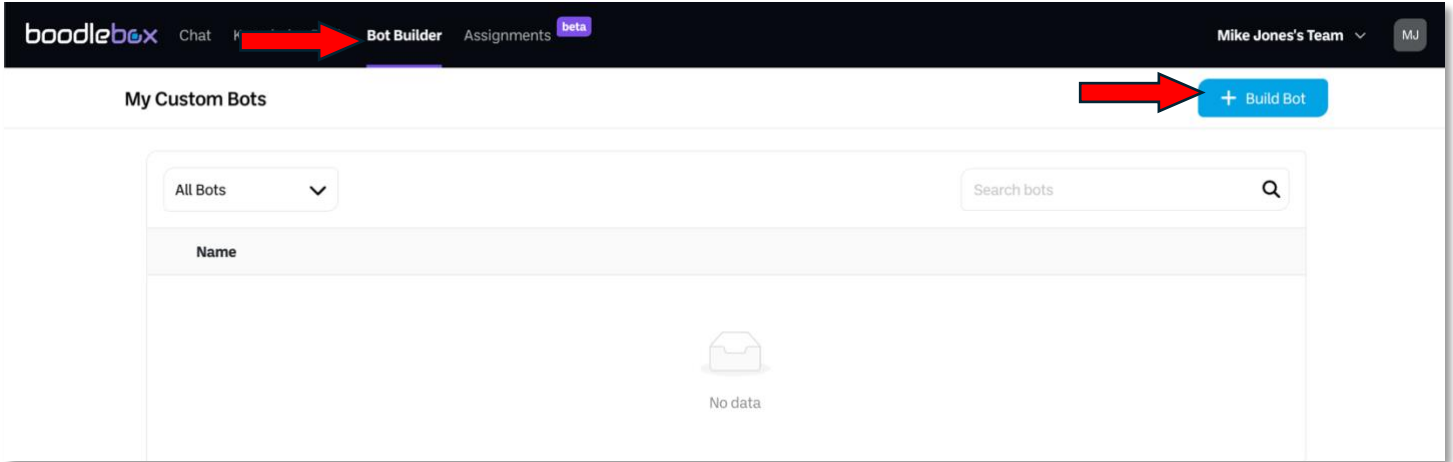 boodlebox Chat Bot Builder Assignments beta Mike Jones's Team MJ
My Custom Bots + Build Bot
All Bots Search bots
Name
No data